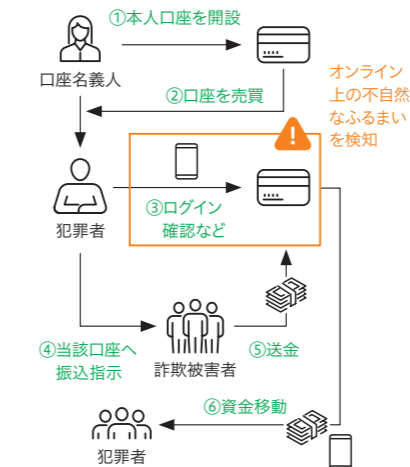 ①本人口座を開設
口座名義人
オンライン
上の不自然
なふるまい
を検知
②口座を売買
③ログイン
確認など
犯罪者
④当該口座へ
振込指示
詐欺被害者
⑤送金
⑥資金移動
犯罪者